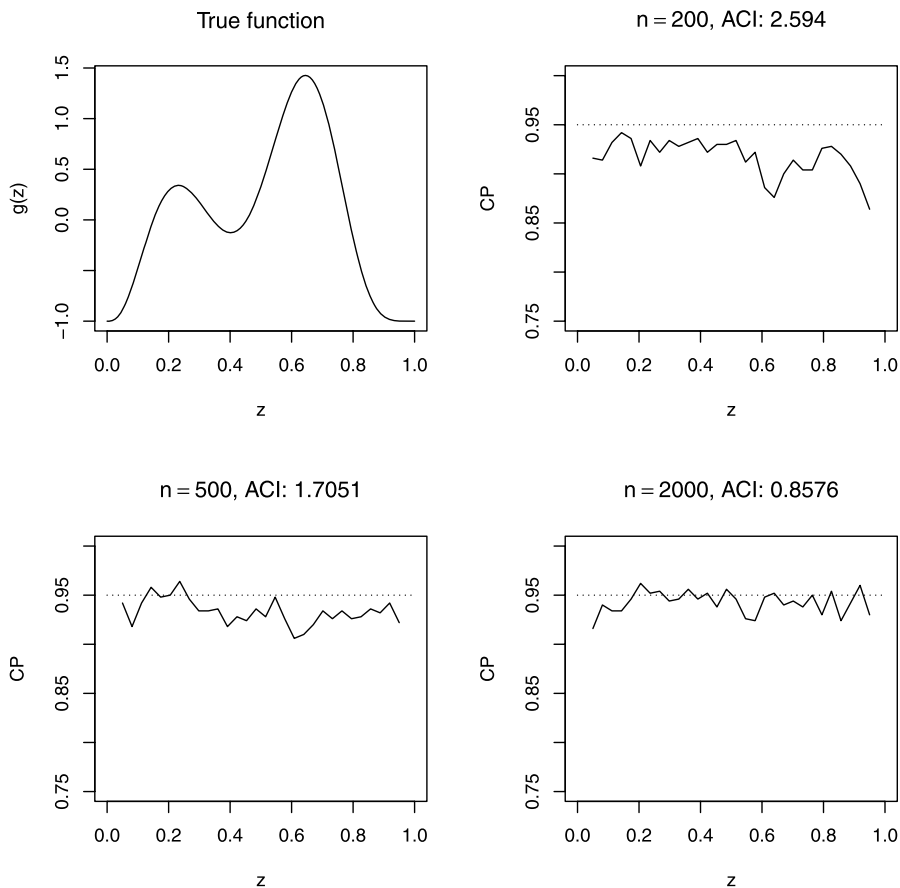 True function
g(z)
1.5
1.0
0.5
0.0
−1.0
0.0 0.2 0.4 0.6 0.8 1.0
z
n = 200, ACI: 2.594
CP
0.95
0.85
0.75
0.0 0.2 0.4 0.6 0.8 1.0
z
n = 500, ACI: 1.7051
CP
0.95
0.85
0.75
0.0 0.2 0.4 0.6 0.8 1.0
z
n = 2000, ACI: 0.8576
CP
0.95
0.85
0.75
0.0 0.2 0.4 0.6 0.8 1.0
z